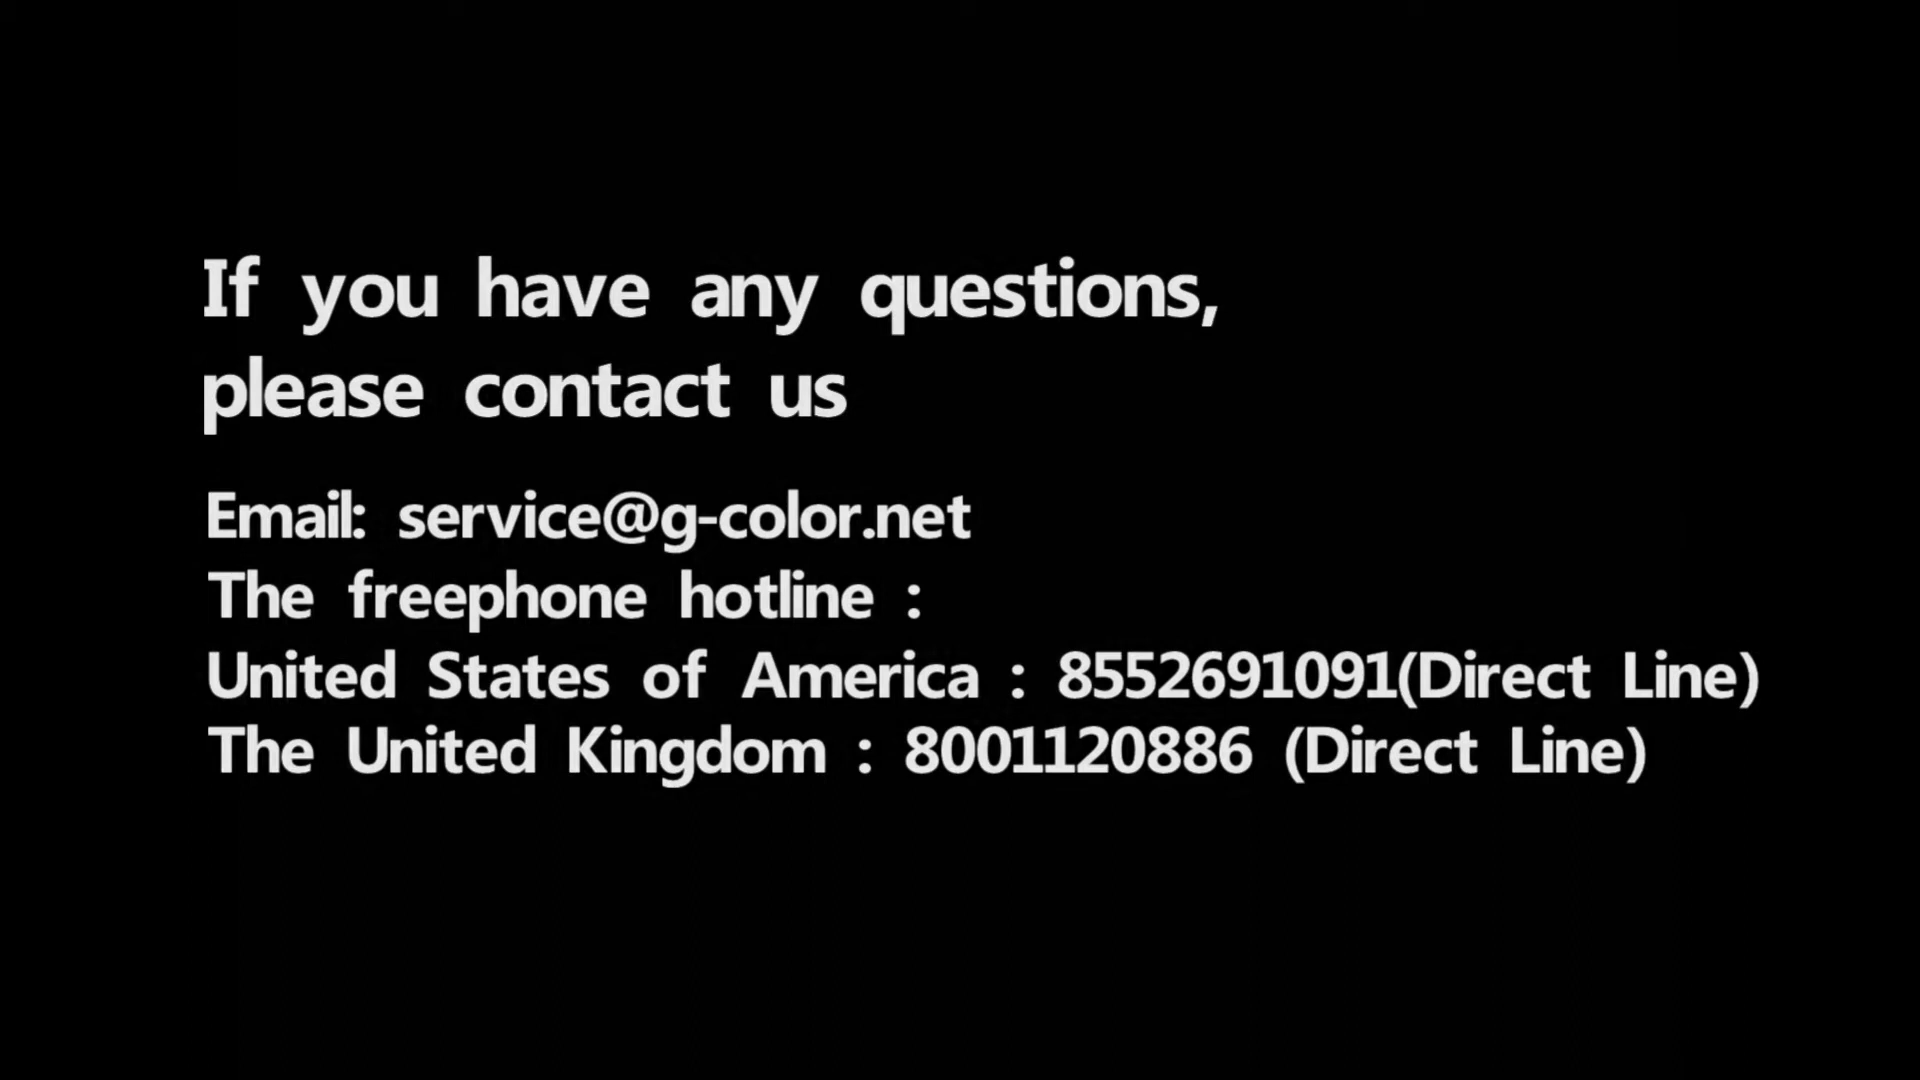 If you have any questions,
please contact us
Email: service@g-color.net
The freephone hotline :
United States of America : 8552691091(Direct Line)
The United Kingdom : 8001120886 (Direct Line)